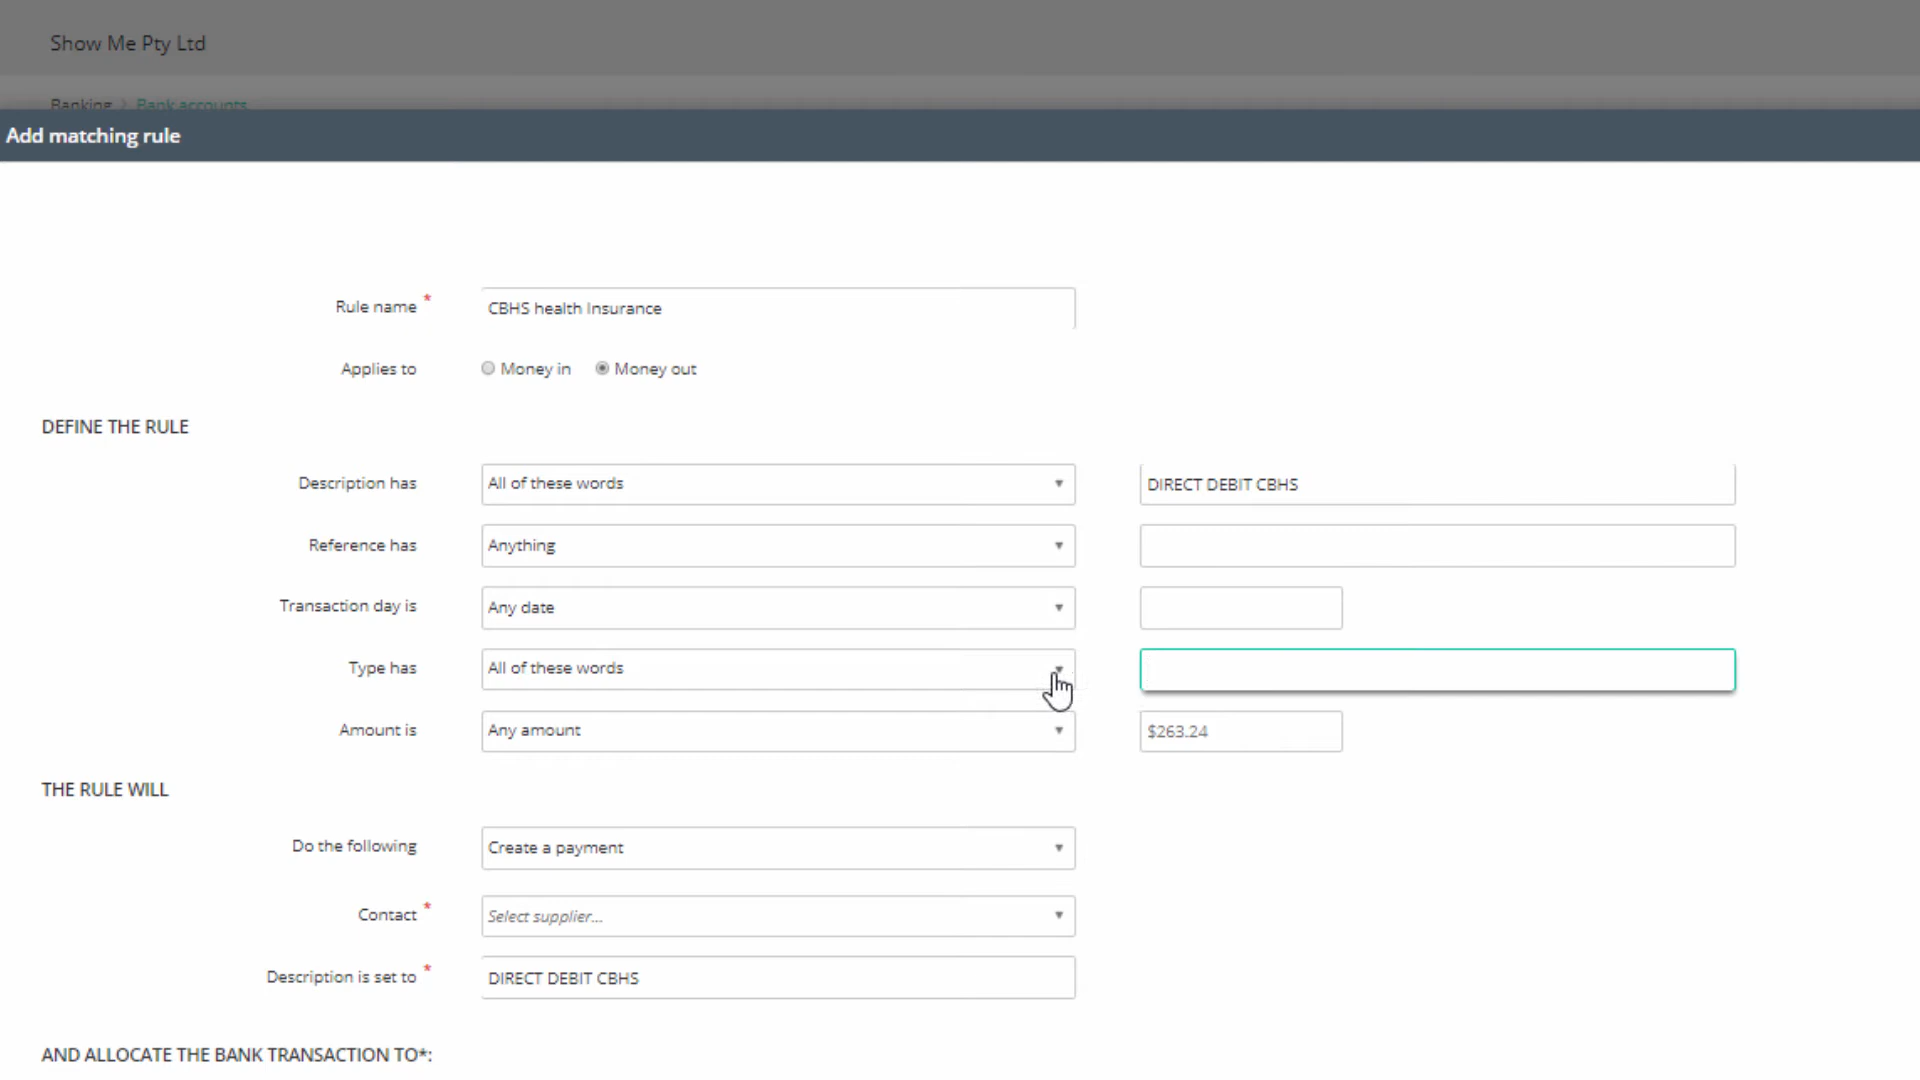 Show Me Pty Ltd
Banking > Bank accounts
Add matching rule
Rule name * CBHS health Insurance
Applies to Money in Money out
DEFINE THE RULE
Description has All of these words DIRECT DEBIT CBHS
Reference has Anything
Transaction day is Any date
Type has All of these words
Amount is Any amount $263.24
THE RULE WILL
Do the following Create a payment
Contact * Select supplier...
Description is set to * DIRECT DEBIT CBHS
AND ALLOCATE THE BANK TRANSACTION TO*: